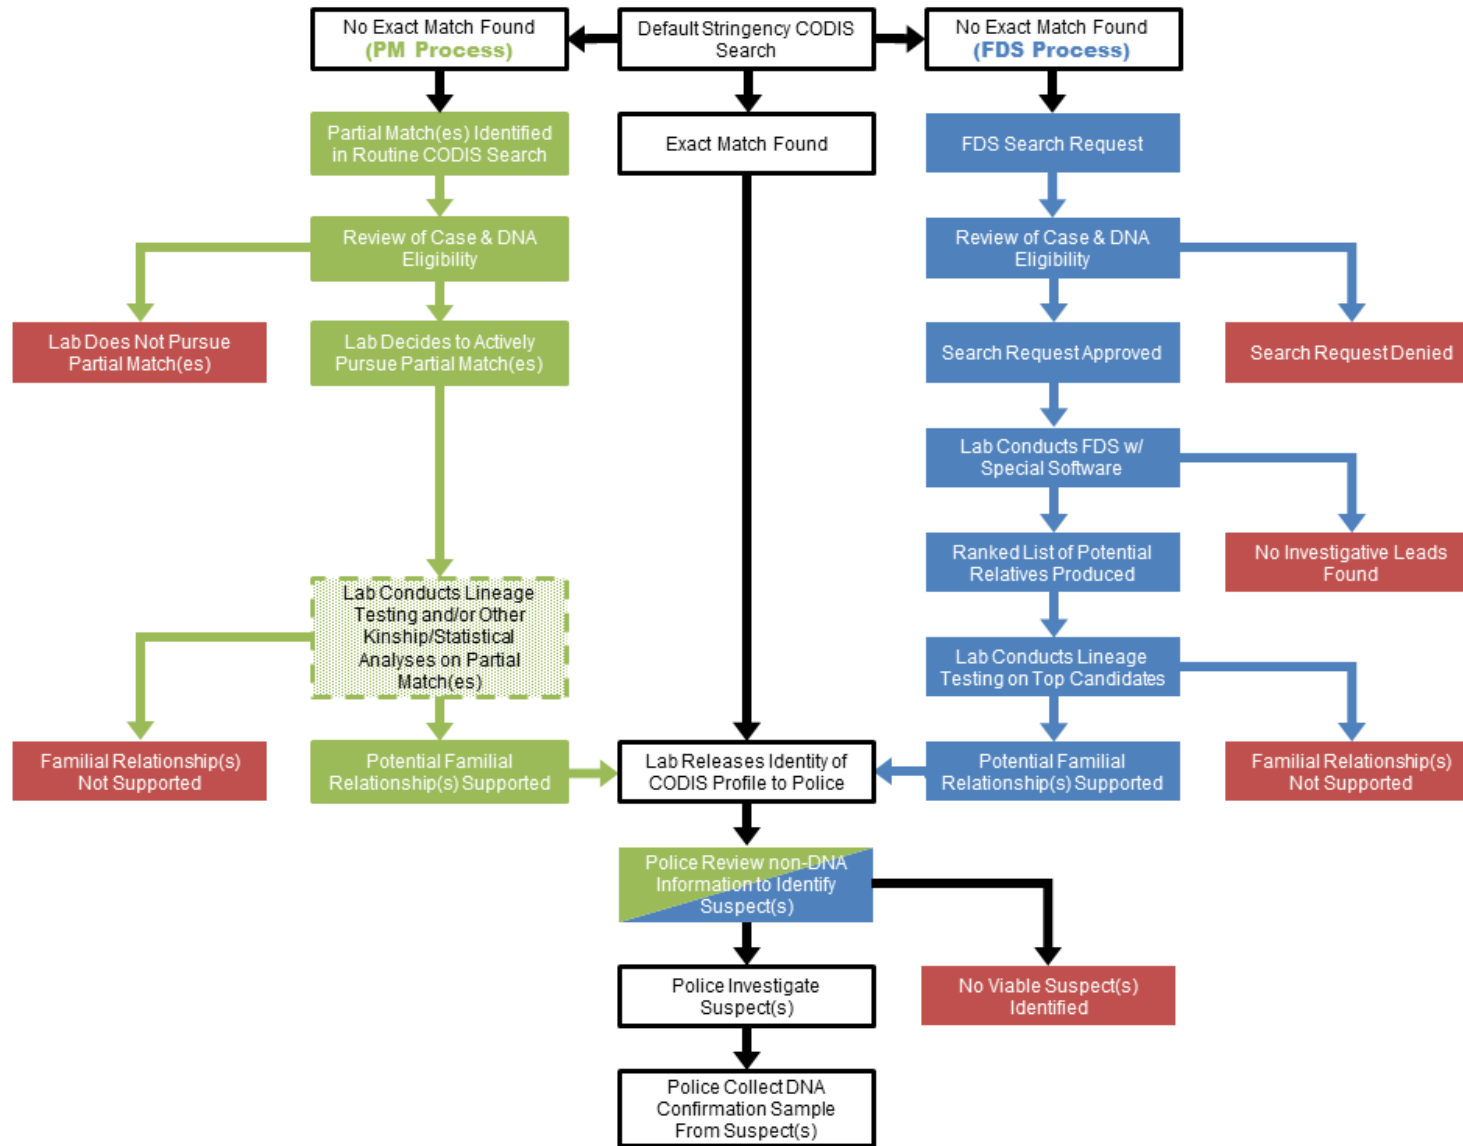 No Exact Match Found
(PM Process)
Default Stringency CODIS
Search
No Exact Match Found
(FDS Process)
Partial Match(es) Identified
in Routine CODIS Search
Exact Match Found
FDS Search Request
Review of Case & DNA
Eligibility
Review of Case & DNA
Eligibility
Lab Does Not Pursue
Partial Match(es)
Lab Decides to Actively
Pursue Partial Match(es)
Search Request Approved
Search Request Denied
Lab Conducts FDS w/
Special Software
Ranked List of Potential
Relatives Produced
No Investigative Leads
Found
Lab Conducts Lineage
Testing and/or Other
Kinship/Statistical
Analyses on Partial
Match(es)
Lab Conducts Lineage
Testing on Top Candidates
Familial Relationship(s)
Not Supported
Potential Familial
Relationship(s) Supported
Lab Releases Identity of
CODIS Profile to Police
Potential Familial
Relationship(s) Supported
Familial Relationship(s)
Not Supported
Police Review non-DNA
Information to Identify
Suspect(s)
Police Investigate
Suspect(s)
No Viable Suspect(s)
Identified
Police Collect DNA
Confirmation Sample
From Suspect(s)